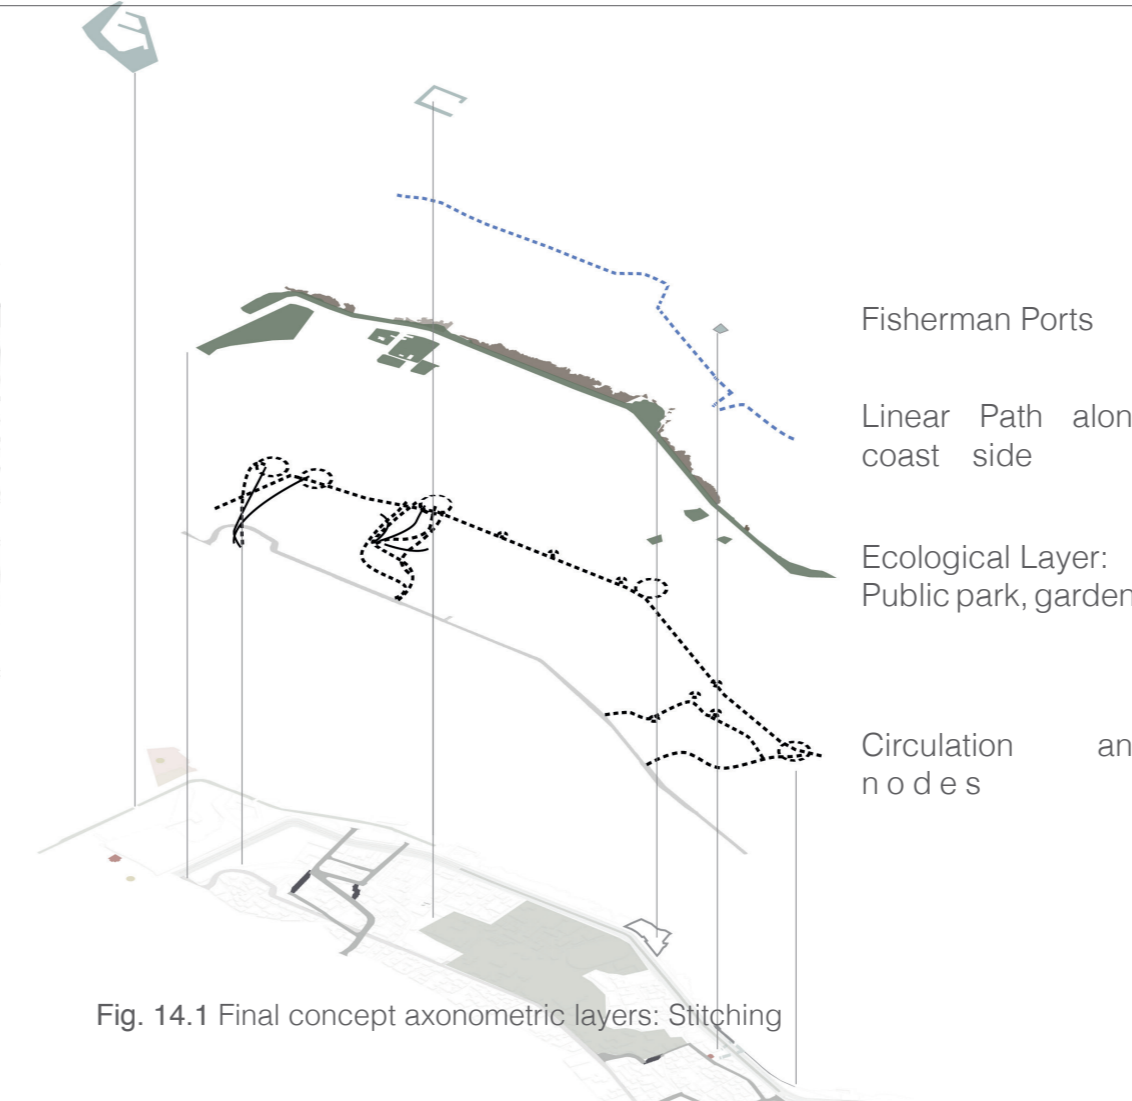 Fisherman Ports
Linear Path alon
coast side
Ecological Layer:
Public park, garden
Circulation an
nodes
Fig. 14.1 Final concept axonometric layers: Stitching